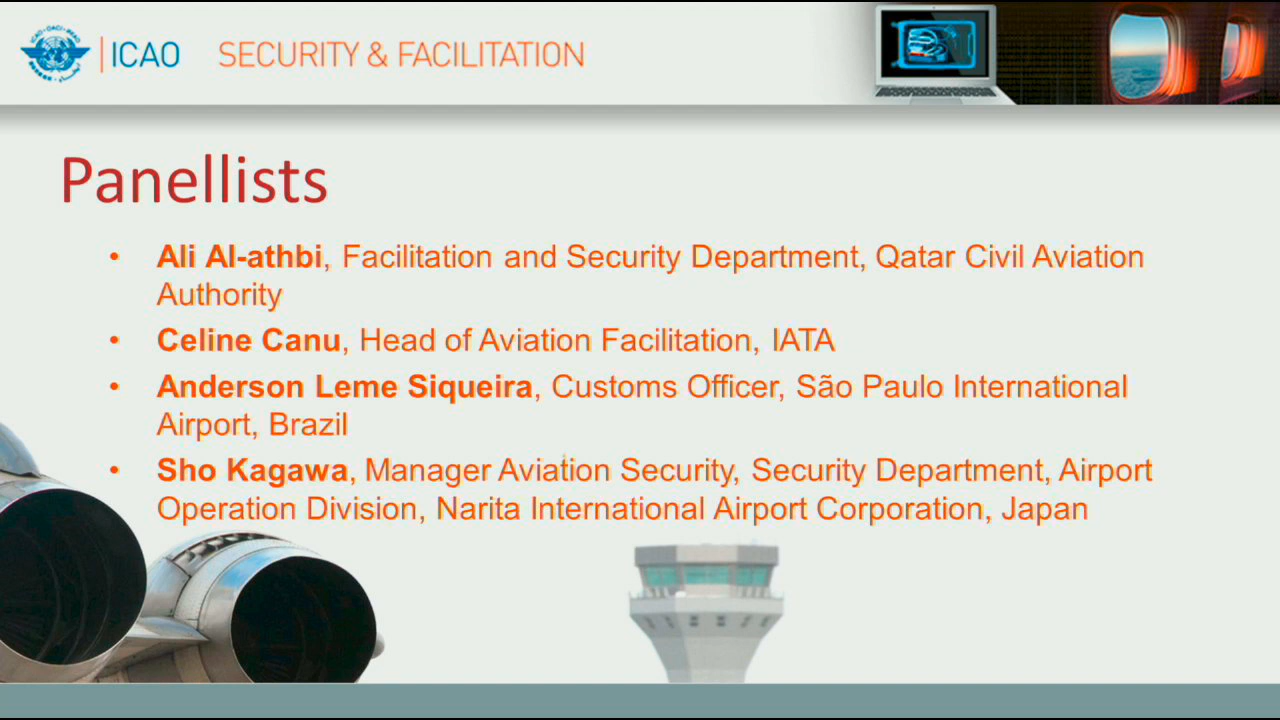 ICAO SECURITY & FACILITATION
Panellists
• Ali Al-athbi, Facilitation and Security Department, Qatar Civil Aviation
Authority
• Celine Canu, Head of Aviation Facilitation, IATA
• Anderson Leme Siqueira, Customs Officer, São Paulo International
Airport, Brazil
• Sho Kagawa, Manager Aviation Security, Security Department, Airport
Operation Division, Narita International Airport Corporation, Japan